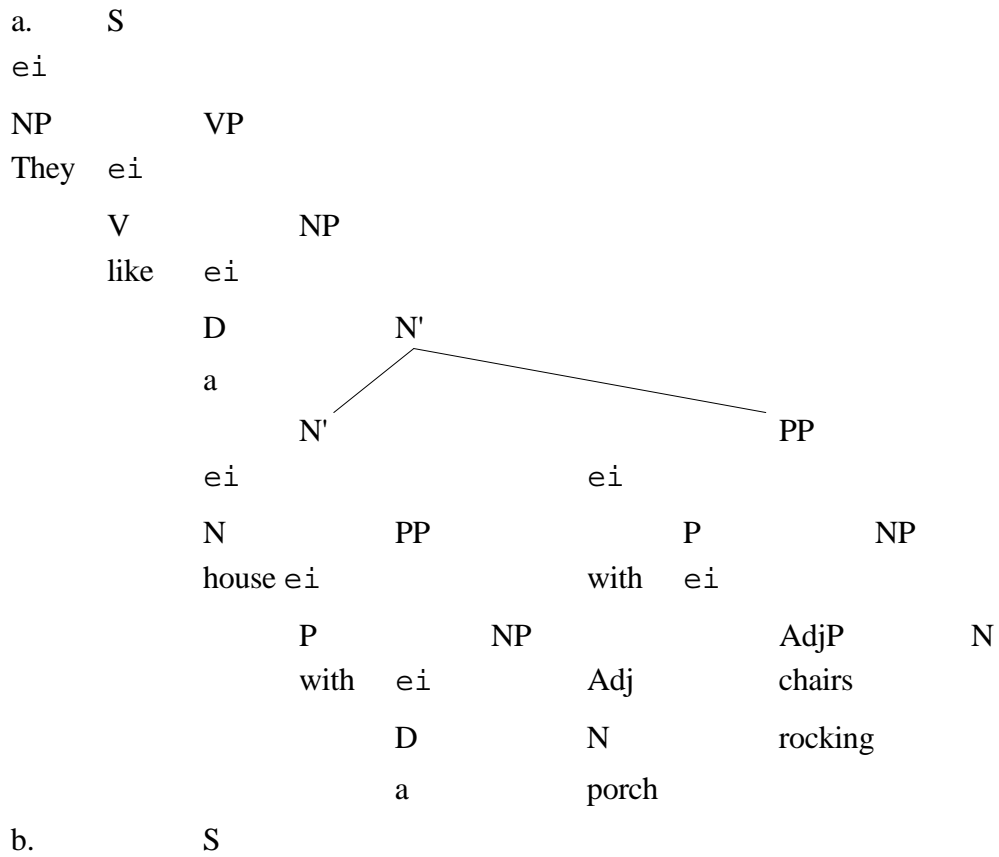 a. S
ei
NP VP
They ei
V NP
like ei
D N'
a
N' PP
ei ei
N PP P NP
house ei with ei
P NP AdjP N
with ei Adj chairs
D N rocking
a porch
b. S